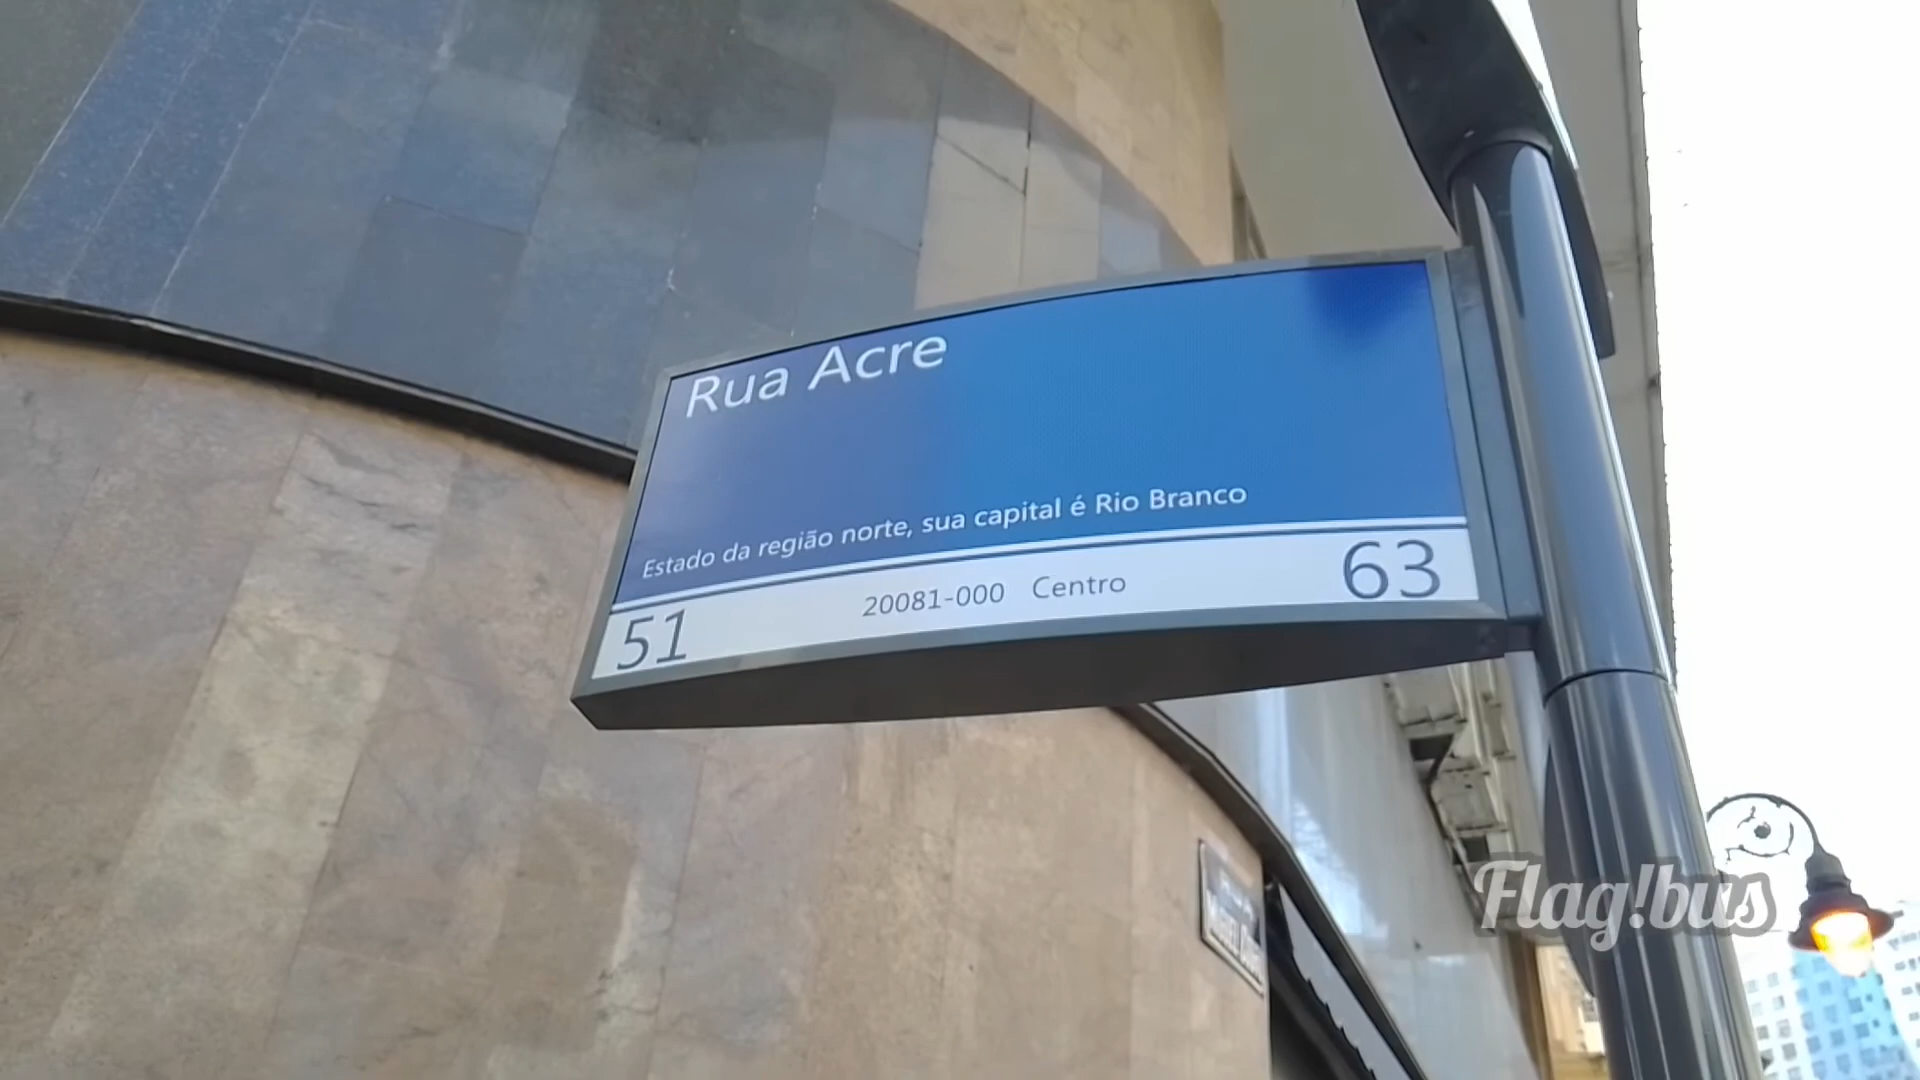 Rua Acre
Estado da região norte, sua capital é Rio Branco
51 20081-000 Centro 63
Flag!bus